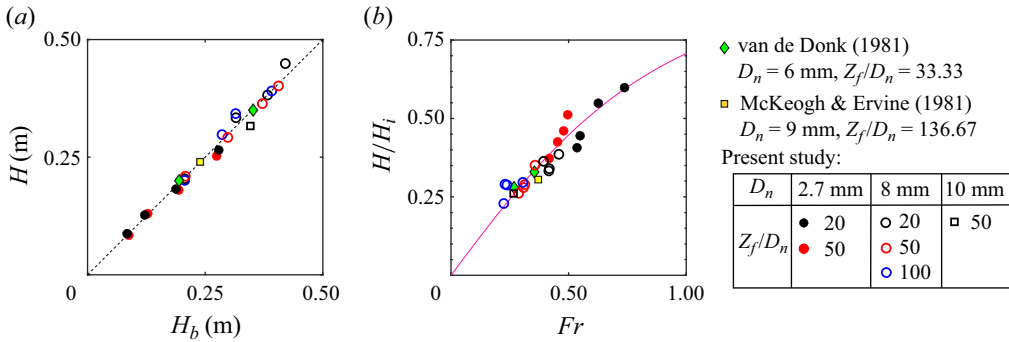 (a)
0.50
0.25
0
0.25
0.50
H (m)
H_b (m)
(b)
0.75
0.50
0.25
0
0.50
1.00
H/H_i
Fr
van de Donk (1981)
D_n = 6 mm, Z_f/D_n = 33.33
McKeogh & Ervine (1981)
D_n = 9 mm, Z_f/D_n = 136.67
Present study:
D_n 2.7 mm 8 mm 10 mm
Z_f/D_n 20 20 50
50 50
100